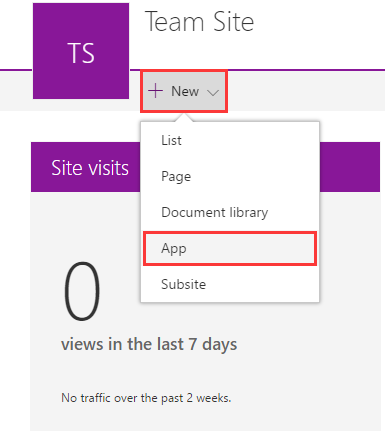 Team Site
TS
New
List
Page
Document library
App
Subsite
Site visits
0
views in the last 7 days
No traffic over the past 2 weeks.